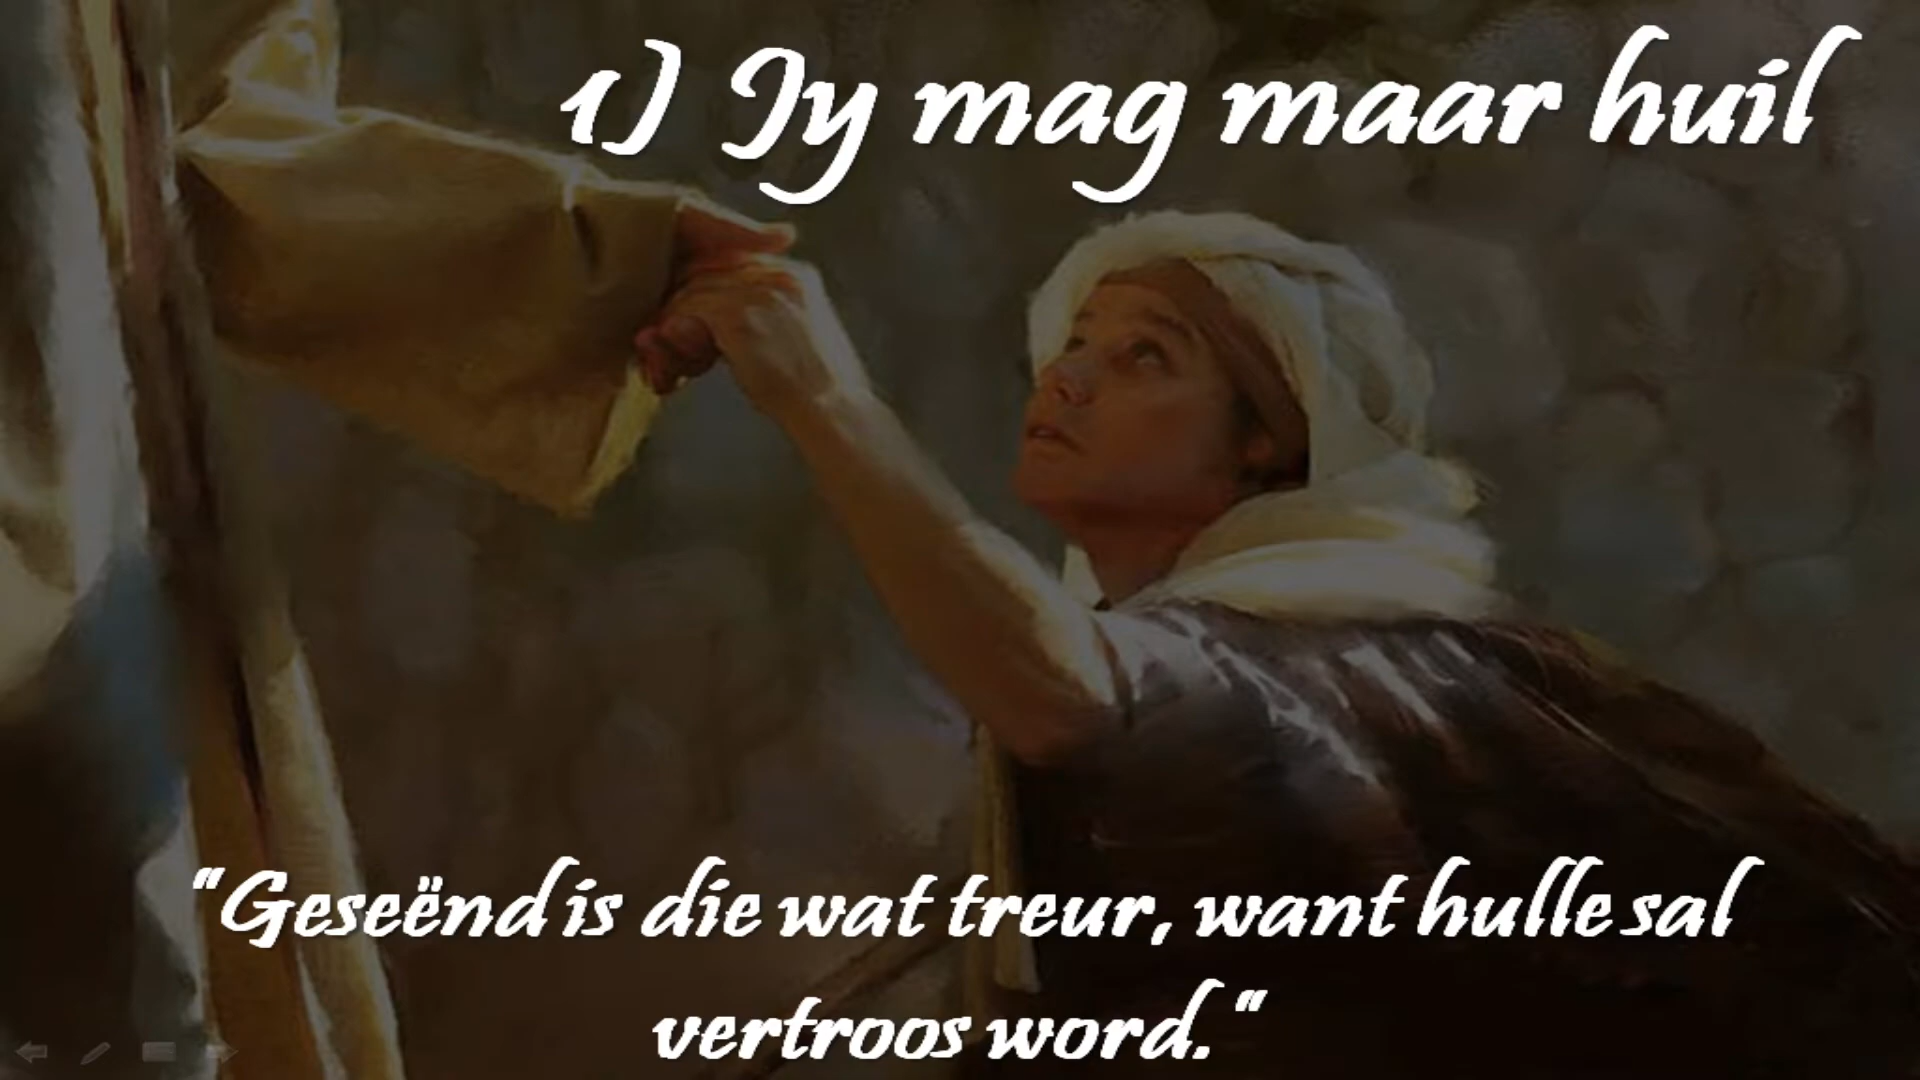 1) Jy mag maar huil
"Geseënd is die wat treur, want hulle sal
vertroos word."